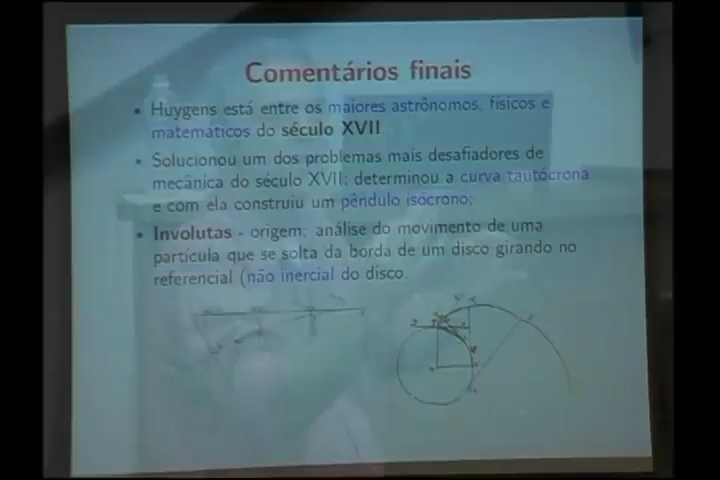 Comentários finais
• Huygens está entre os maiores astrônomos, físicos e
matemáticos do século XVII
• Solucionou um dos problemas mais desafiadores de
mecânica do século XVII: determinou a curva tautócrona
e com ela construiu um pêndulo isócrono;
• Involutas - origem: análise do movimento de uma
partícula que se solta da borda de um disco girando no
referencial (não inercial do disco.